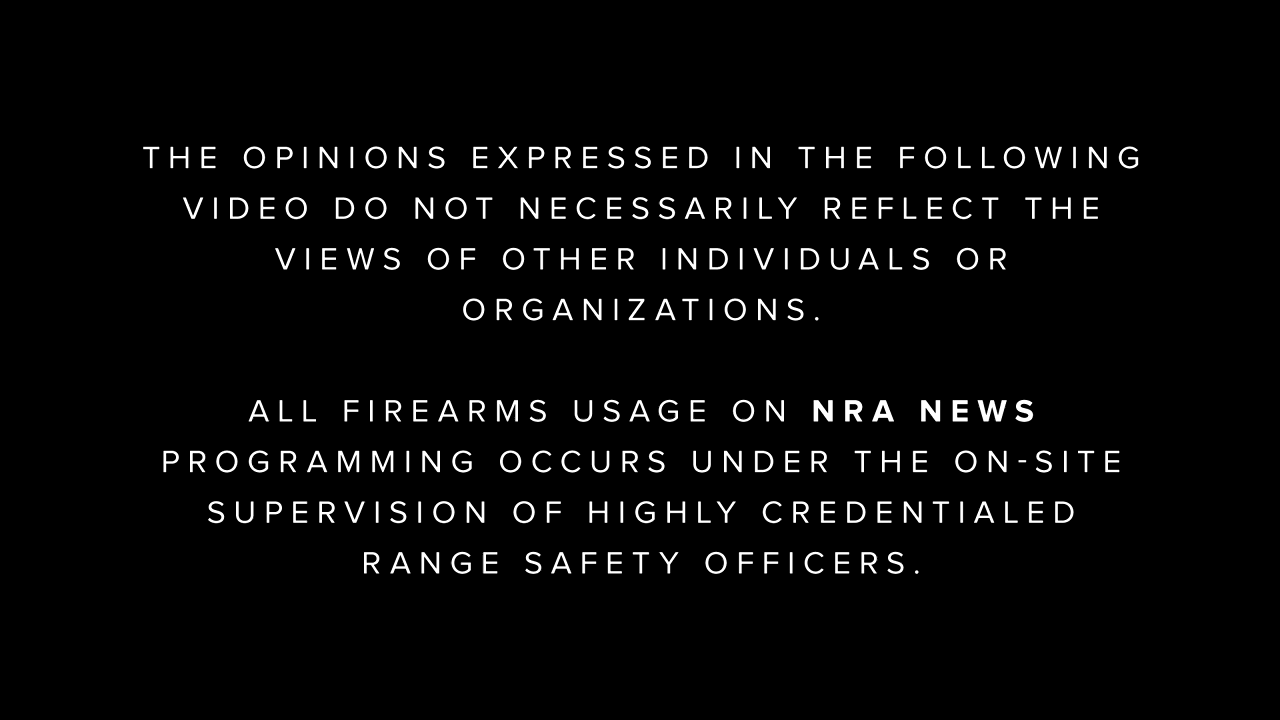 THE OPINIONS EXPRESSED IN THE FOLLOWING
VIDEO DO NOT NECESSARILY REFLECT THE
VIEWS OF OTHER INDIVIDUALS OR
ORGANIZATIONS.
ALL FIREARMS USAGE ON NRA NEWS
PROGRAMMING OCCURS UNDER THE ON-SITE
SUPERVISION OF HIGHLY CREDENTIALED
RANGE SAFETY OFFICERS.